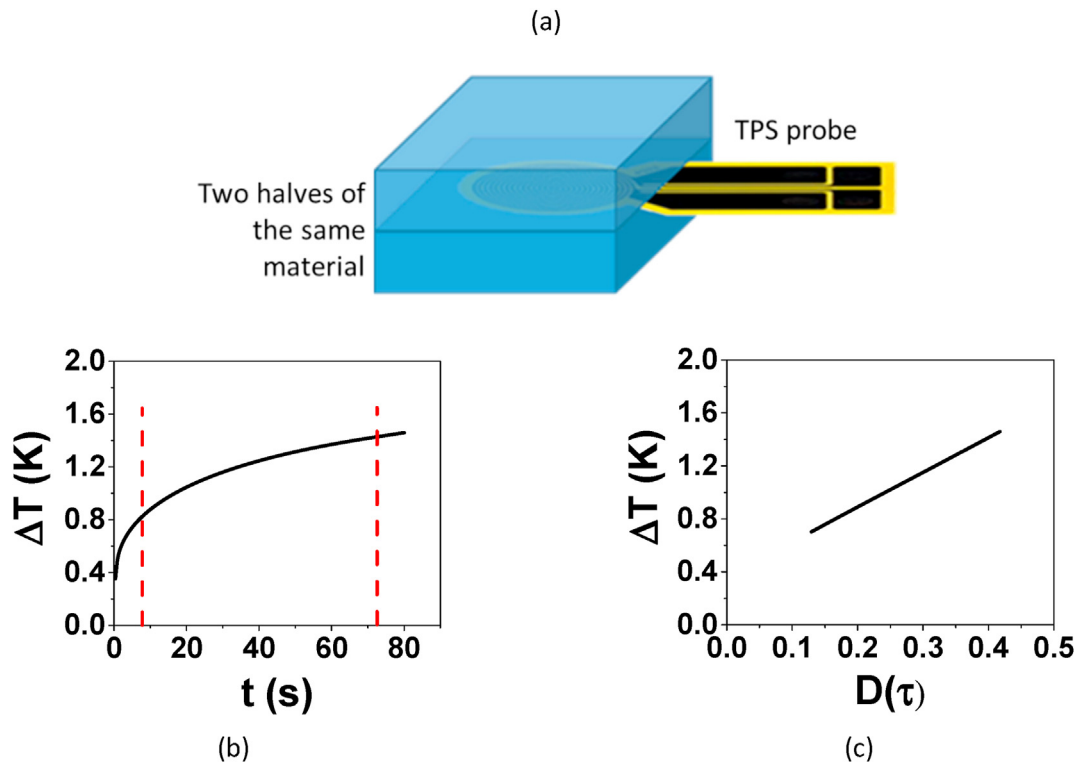 (a)
TPS probe
Two halves of
the same
material
2.0
1.6
1.2
0.8
0.4
0.0
ΔT (K)
0 20 40 60 80
t (s)
(b)
2.0
1.6
1.2
0.8
0.4
0.0
ΔT (K)
0.0 0.1 0.2 0.3 0.4 0.5
D(τ)
(c)